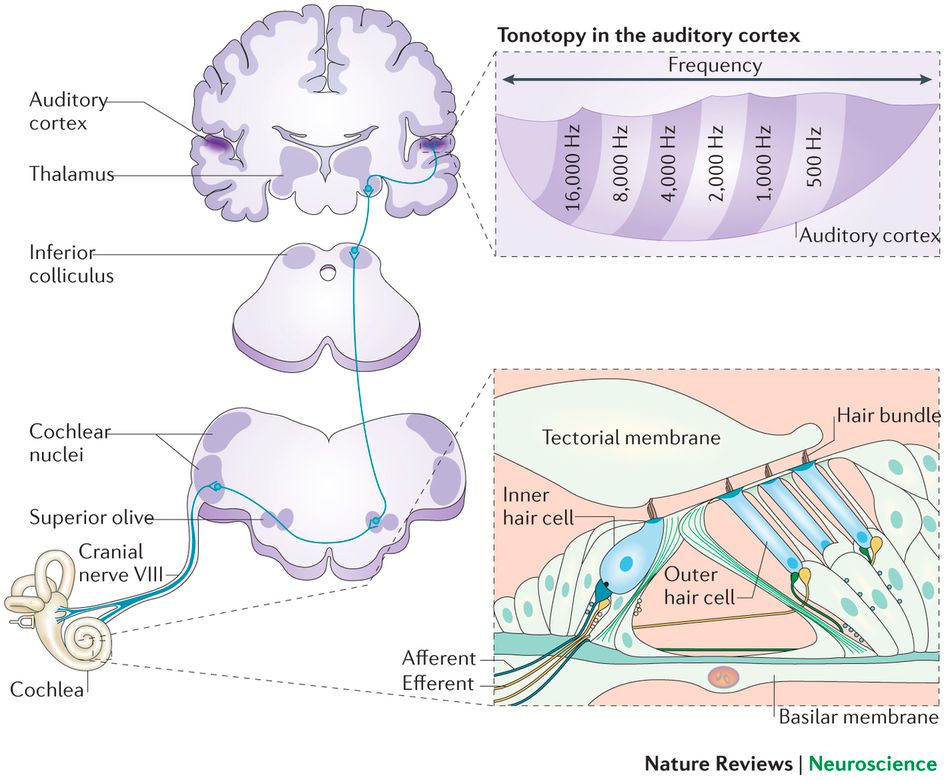 Tonotopy in the auditory cortex
Frequency
16,000 Hz
8,000 Hz
4,000 Hz
2,000 Hz
1,000 Hz
500 Hz
Auditory cortex
Auditory
cortex
Thalamus
Inferior
colliculus
Cochlear
nuclei
Superior olive
Cranial
nerve VIII
Cochlea
Tectorial membrane
Hair bundle
Inner
hair cell
Outer
hair cell
Afferent
Efferent
Basilar membrane
Nature Reviews | Neuroscience